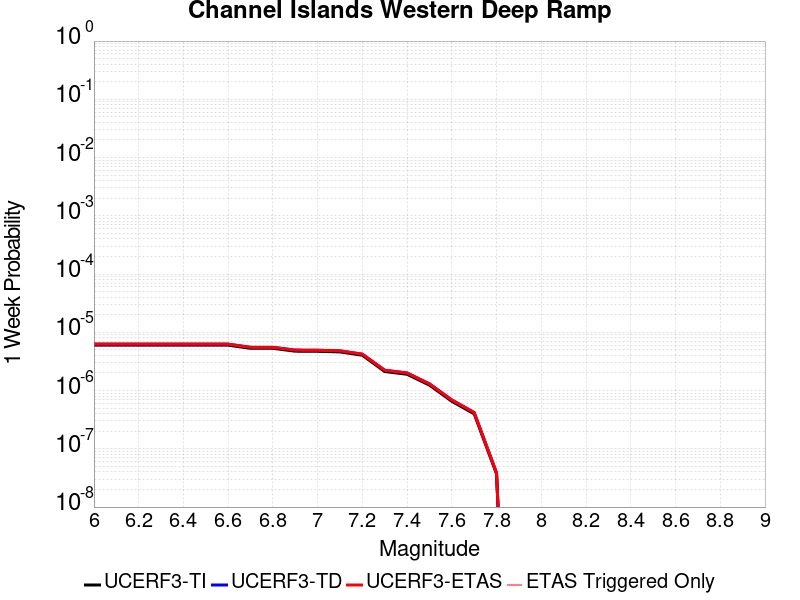 Channel Islands Western Deep Ramp
10^0
10^-1
10^-2
10^-3
10^-4
10^-5
10^-6
10^-7
10^-8
1 Week Probability
6 6.2 6.4 6.6 6.8 7 7.2 7.4 7.6 7.8 8 8.2 8.4 8.6 8.8 9
Magnitude
UCERF3-TI UCERF3-TD UCERF3-ETAS ETAS Triggered Only